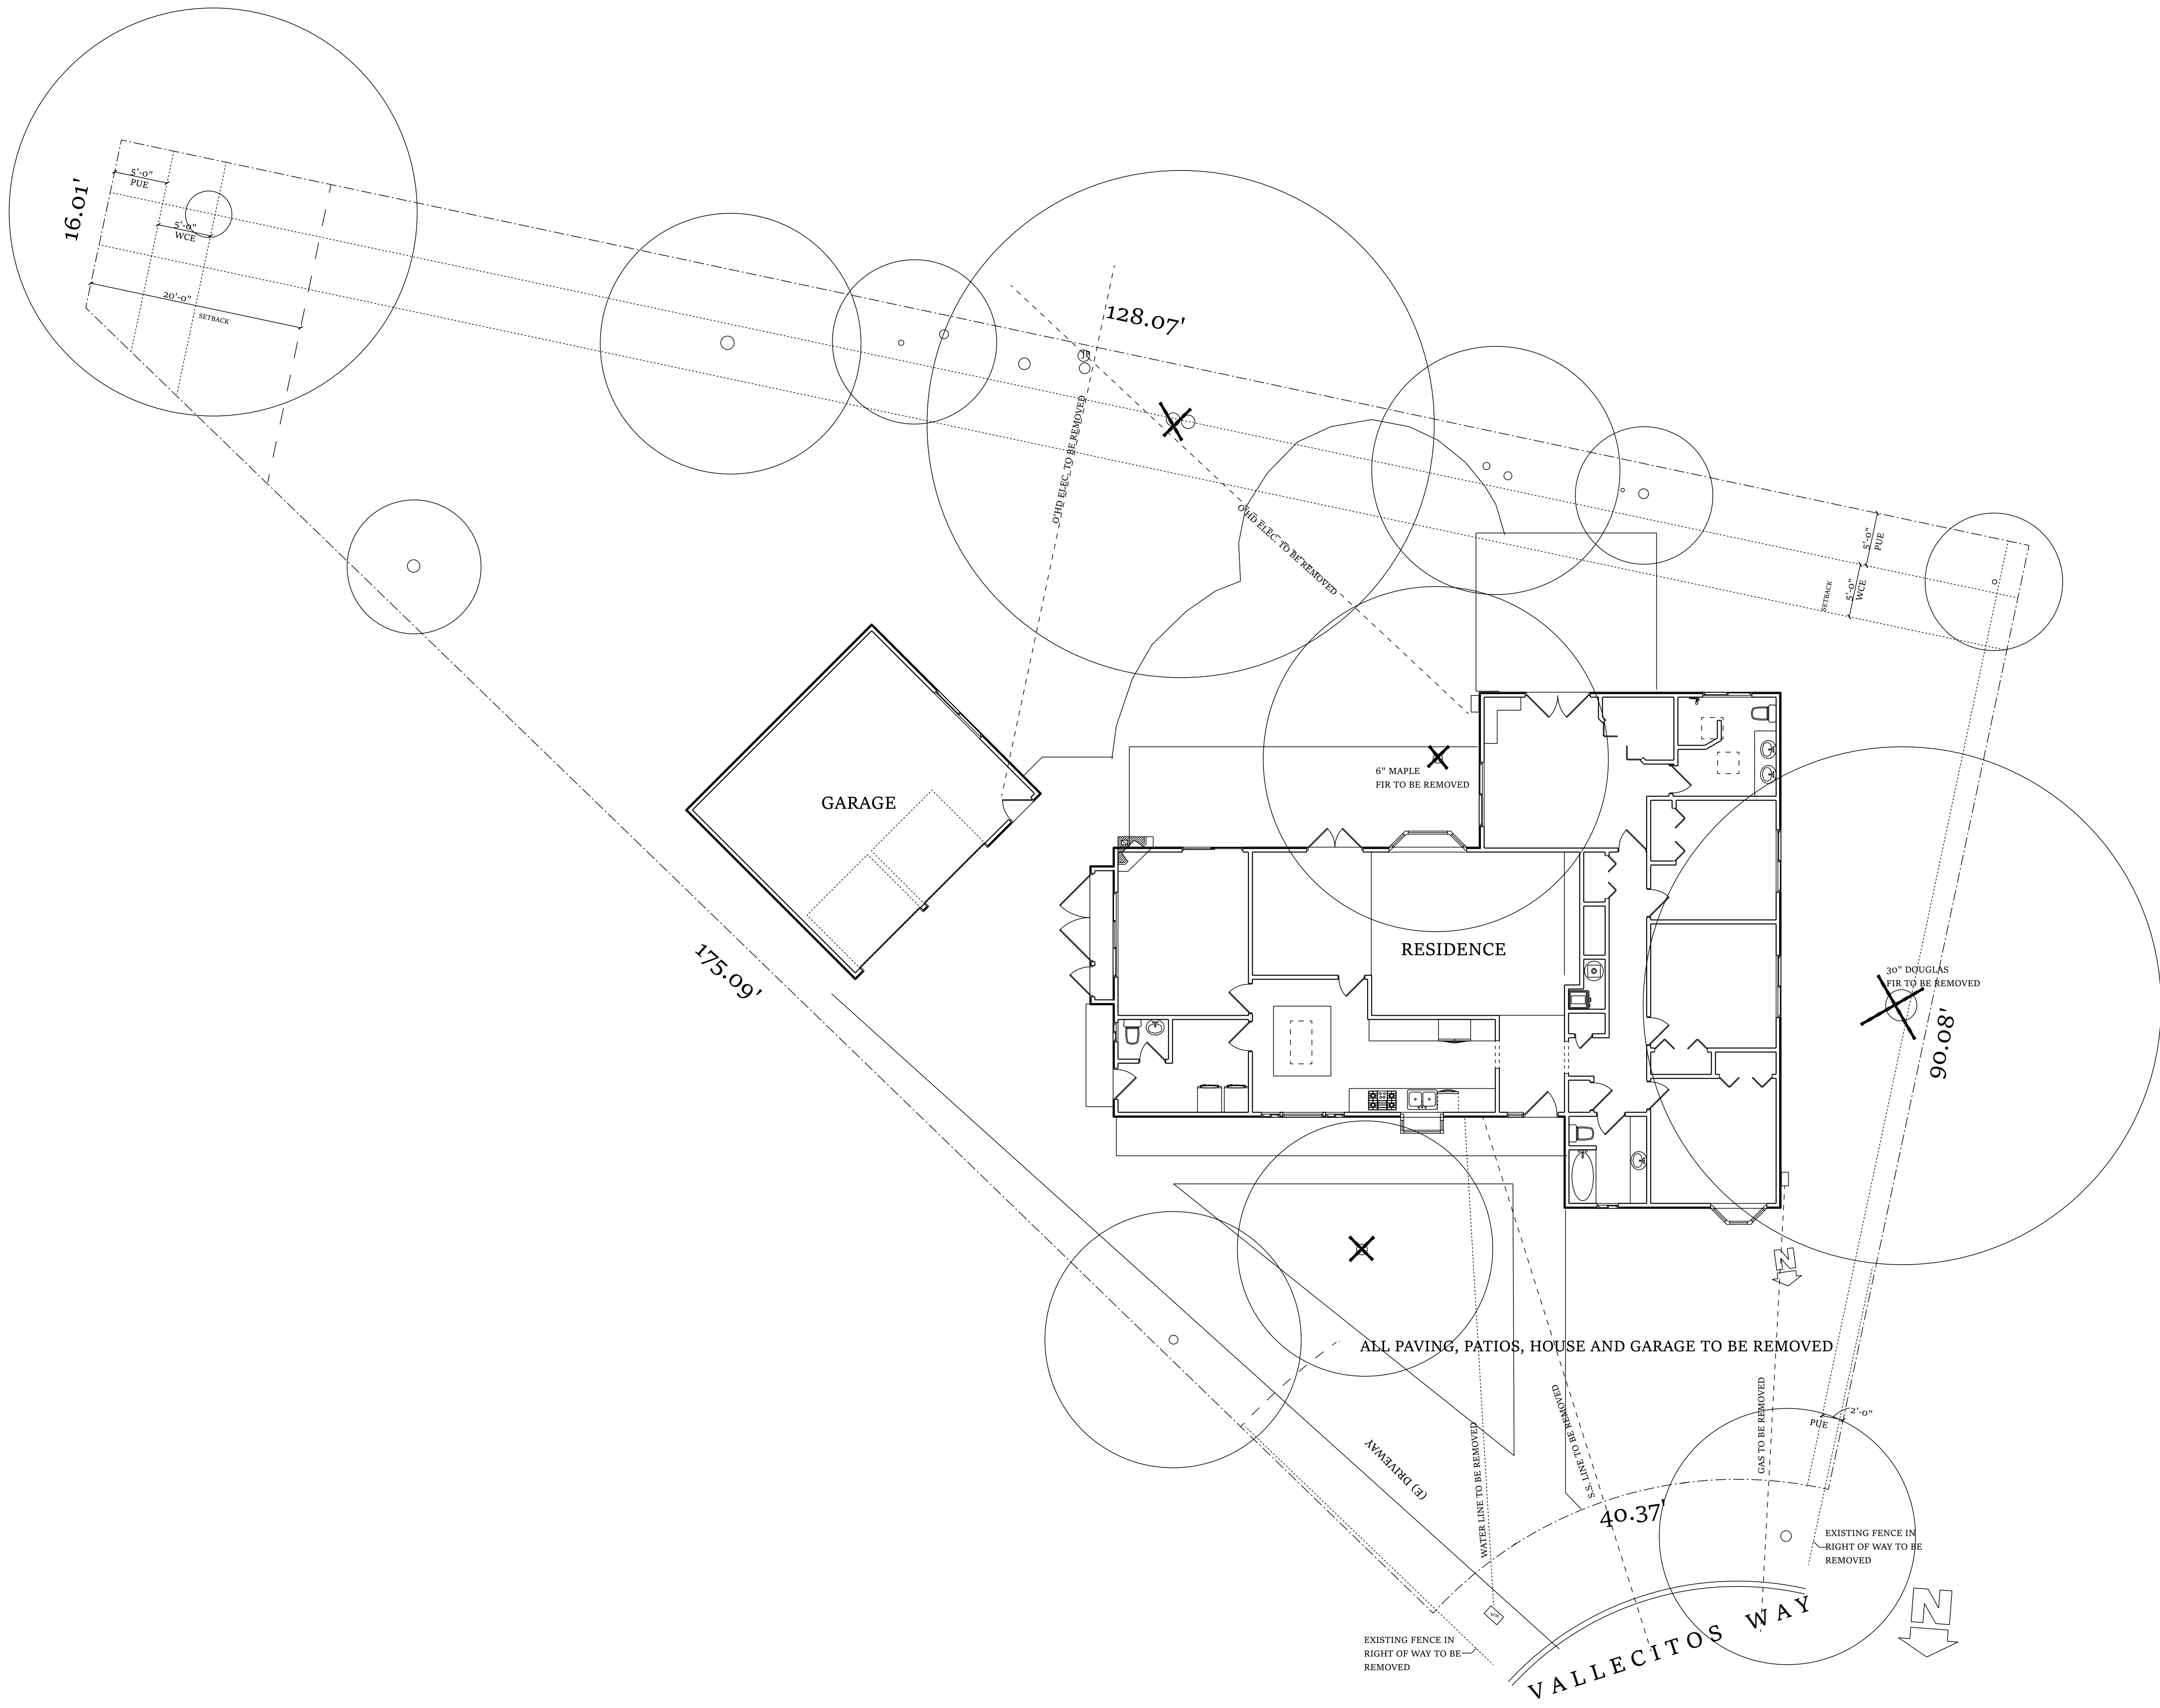 16.01'
5'-0"
PUE
5'-0"
WCE
20'-0"
SETBACK
128.07'
JP
O'HD ELEC. TO BE REMOVED
O'HD ELEC. TO BE REMOVED
5'-0"
PUE
5'-0"
WCE
SETBACK
GARAGE
6" MAPLE
FIR TO BE REMOVED
RESIDENCE
175.09'
30" DOUGLAS
FIR TO BE REMOVED
90.08'
N
ALL PAVING, PATIOS, HOUSE AND GARAGE TO BE REMOVED
(E) DRIVEWAY
WATER LINE TO BE REMOVED
S.S. LINE TO BE REMOVED
GAS TO BE REMOVED
2'-0"
PUE
40.37'
EXISTING FENCE IN
RIGHT OF WAY TO BE
REMOVED
WM
EXISTING FENCE IN
RIGHT OF WAY TO BE
REMOVED
VALLECITOS WAY
N